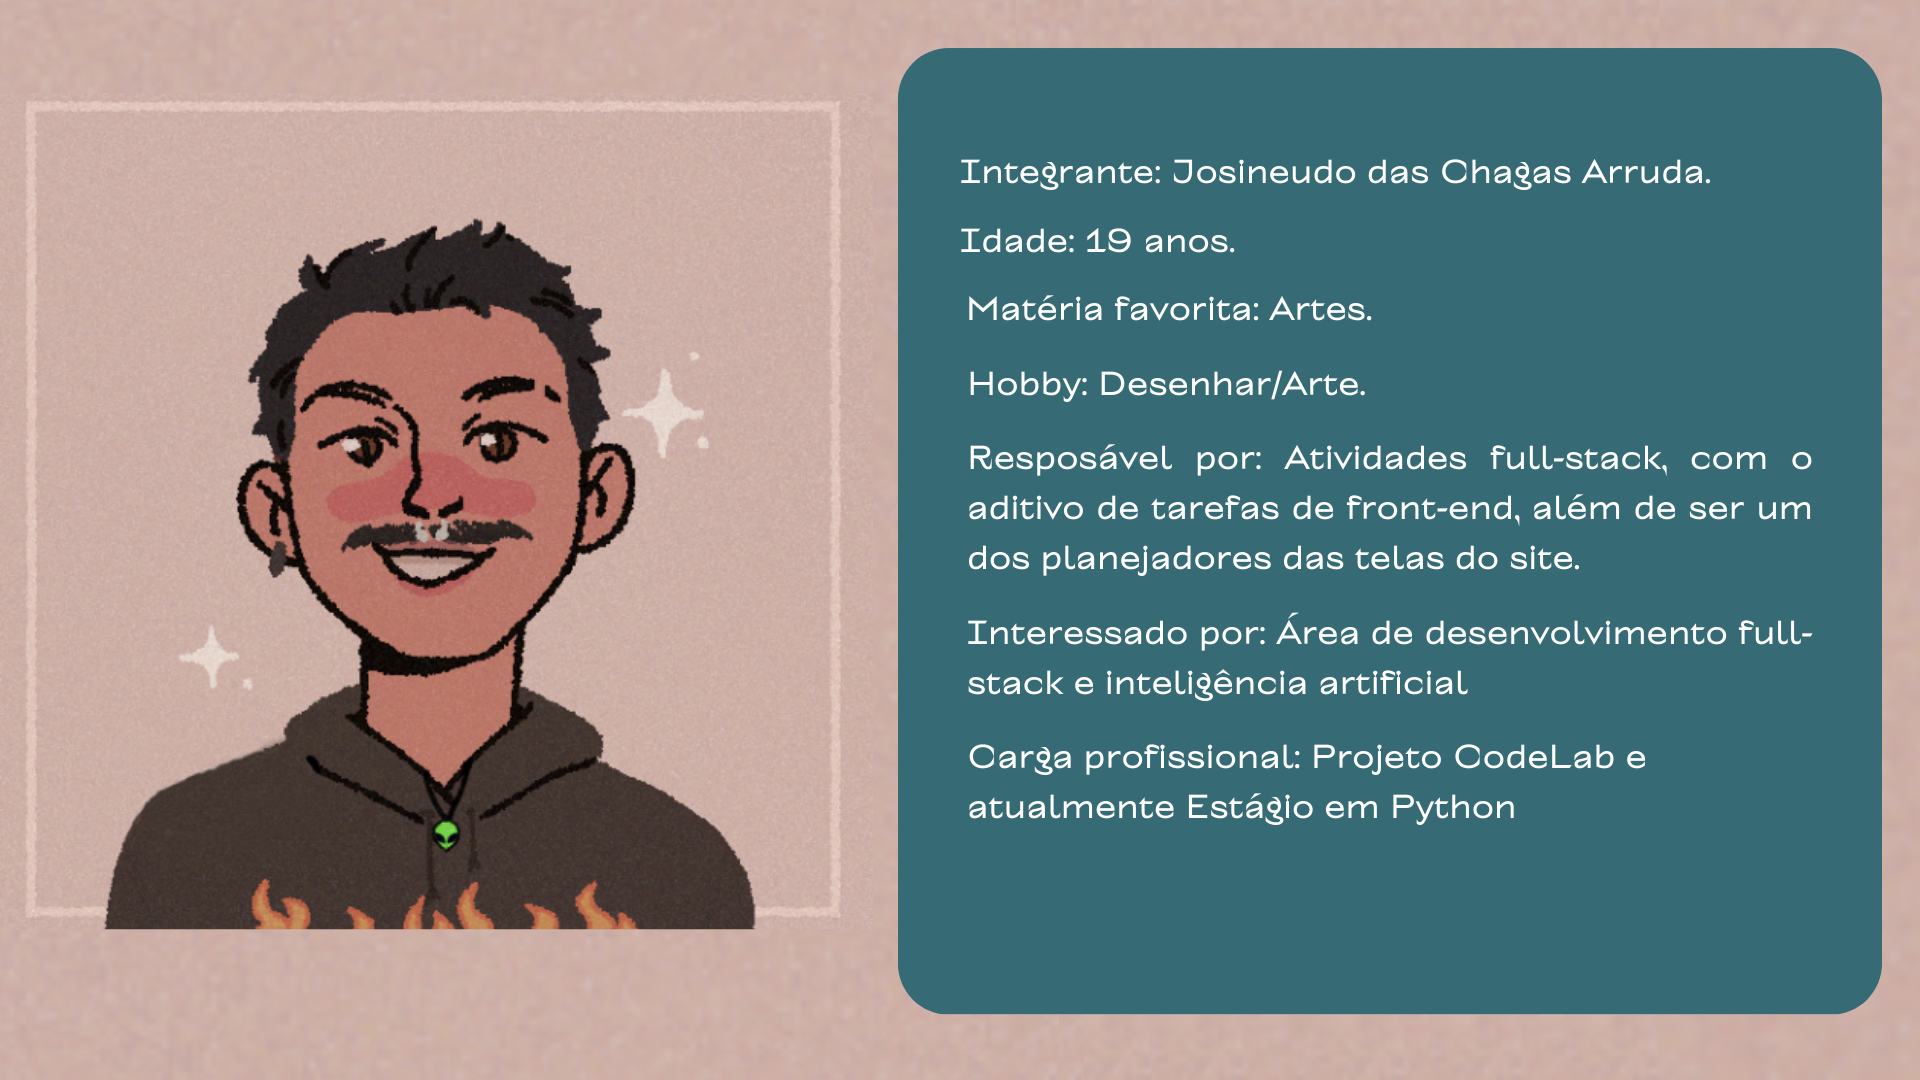 Integrante: Josineudo das Chagas Arruda.
Idade: 19 anos.
Matéria favorita: Artes.
Hobby: Desenhar/Arte.
Resposável por: Atividades full-stack, com o
aditivo de tarefas de front-end, além de ser um
dos planejadores das telas do site.
Interessado por: Área de desenvolvimento full-
stack e inteligência artificial
Carga profissional: Projeto CodeLab e
atualmente Estágio em Python